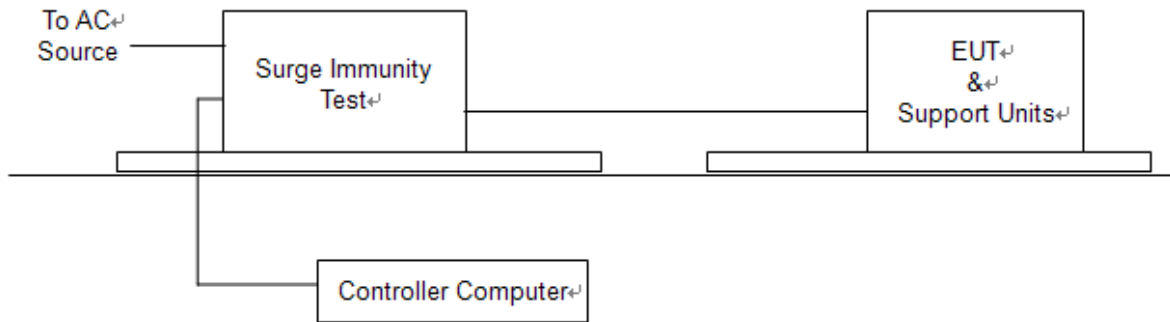 To AC↵
Source
Surge Immunity
Test↵
EUT↵
&↵
Support Units↵
Controller Computer↵